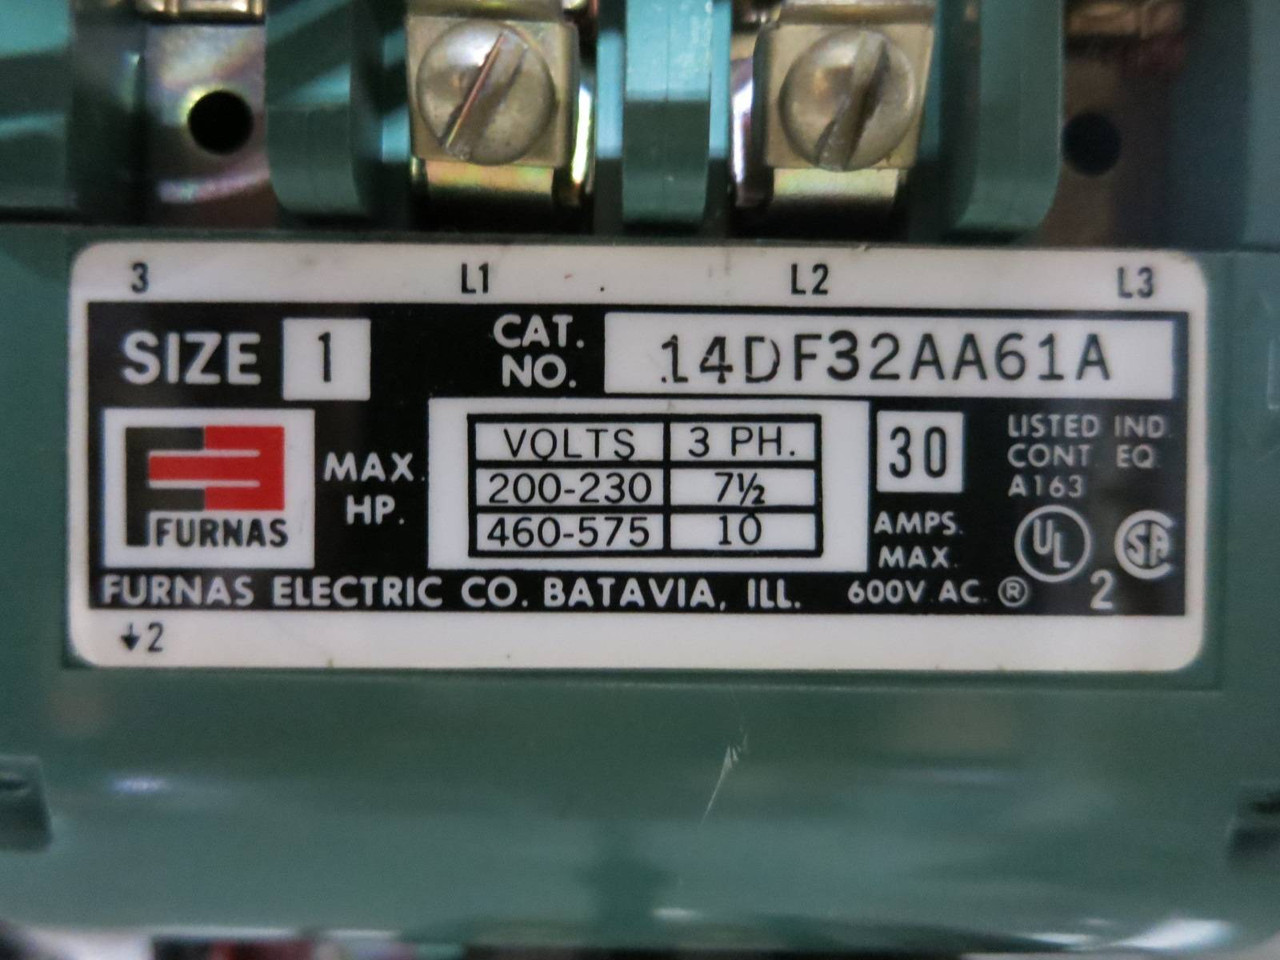 3 L1 L2 L3
SIZE 1 CAT. NO. 14DF32AA61A
FURNAS
MAX. HP.
VOLTS 3 PH.
200-230 7½
460-575 10
30 AMPS. MAX.
LISTED IND.
CONT. EQ.
A163
UL SA
FURNAS ELECTRIC CO. BATAVIA, ILL. 600V. AC. ® 2
↓2